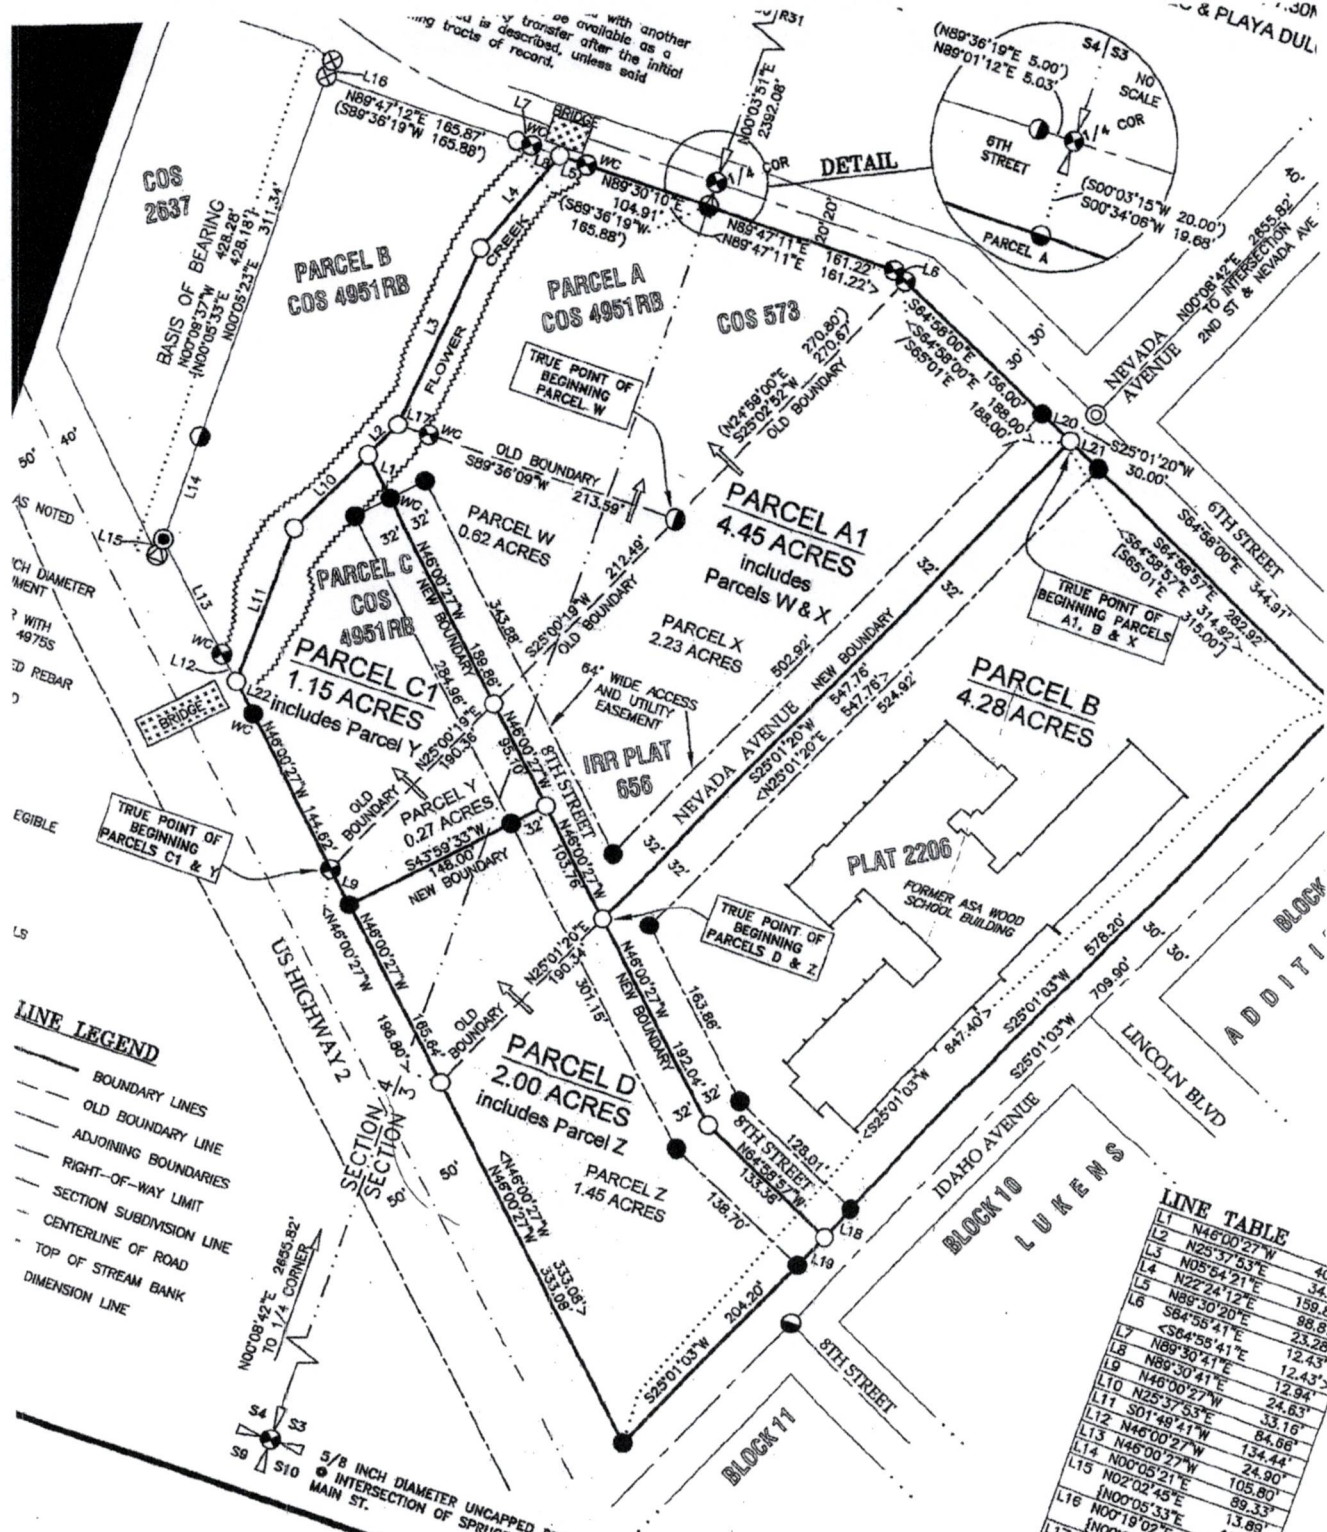 with another
be available as a
transfer after the initial
is described, unless said
tracts of record.
R31
N00°03'51"E
2392.08'
& PLAYA
(N89°36'19"E 5.00')
N89°01'12"E 5.03'
S4 S3
NO
SCALE
1/4 COR
6TH
STREET
(S00°03'15"W 20.00')
S00°34'06"W 19.68'
PARCEL A
DETAIL
1/4 COR
L16
N89°47'12"E 165.87'
(S89°36'19"W 165.88')
L7
WC
BRIDGE
L8
L5
WC
N89°30'10"E
104.91'
(S89°36'19"W
165.88')
N89°47'11"E 161.22'
<N89°47'11"E 161.22'>
20' 20'
L6
COS
2637
BASIS OF BEARING
N00°09'37"W 428.28'
428.18'
N00°05'23"E 311.34'
PARCEL B
COS 4951RB
PARCEL A
COS 4951RB
COS 573
L4
CREEK
L3
FLOWER
TRUE POINT OF
BEGINNING
PARCEL W
(N24°59'00"E 270.80')
S25°02'52"W 270.67'
OLD BOUNDARY
S64°58'00"E 156.00'
<S64°58'00"E 188.00'
S65°01'E 188.00'
30' 30'
NEVADA
AVENUE
N00°08'42"E 2655.82'
TO INTERSECTION
2ND ST & NEVADA AVE
40'
L20
L21
S25°01'20"W
30.00'
6TH STREET
S64°58'00"E 344.91'
S64°58'57"E 282.92'
<S64°58'57"E 314.92'>
[S65°01'E 315.00']
TRUE POINT OF
BEGINNING PARCELS
A1, B & X
L17
WC
L2
L1
L10
OLD BOUNDARY
S89°36'09"W 213.59'
WC
32'
32'
PARCEL W
0.62 ACRES
PARCEL A1
4.45 ACRES
includes
Parcels W & X
PARCEL X
2.23 ACRES
32' 32'
50' 40'
AS NOTED
L14
L15
DIAMETER
WITH
4975S
REBAR
L13
L11
WC
L12
L22
BRIDGE
WC
PARCEL C
COS
4951RB
N46°00'27"W 189.86'
NEW BOUNDARY
343.88'
S25°00'19"W 212.49'
OLD BOUNDARY
PARCEL C1
1.15 ACRES
includes Parcel Y
284.96'
64' WIDE ACCESS
AND UTILITY
EASEMENT
502.92'
NEVADA AVENUE NEW BOUNDARY
S25°01'20"W 547.76'
<N25°01'20"E 547.76'>
524.92'
PARCEL B
4.28 ACRES
N46°00'27"W 144.62'
N25°00'19"E
190.36'
N46°00'27"W
95.10'
8TH STREET
IRR PLAT
656
OLD
BOUNDARY
PARCEL Y
0.27 ACRES
S43°59'33"W
148.00'
NEW BOUNDARY
32'
N46°00'27"W
103.76'
32' 32'
TRUE POINT OF
BEGINNING
PARCELS C1 & Y
L9
PLAT 2206
FORMER ASA WOOD
SCHOOL BUILDING
<N46°00'27"W 198.80'>
N46°00'27"W 165.64'
US HIGHWAY 2
N25°01'20"E
190.34'
301.15'
OLD
BOUNDARY
TRUE POINT OF
BEGINNING
PARCELS D & Z
578.20'
30' 30'
BLOCK
LINE LEGEND
BOUNDARY LINES
OLD BOUNDARY LINE
ADJOINING BOUNDARIES
RIGHT-OF-WAY LIMIT
SECTION SUBDIVISION LINE
CENTERLINE OF ROAD
TOP OF STREAM BANK
DIMENSION LINE
SECTION 4
SECTION 3
50'
50'
N46°00'27"W 192.04'
NEW BOUNDARY
163.86'
PARCEL D
2.00 ACRES
includes Parcel Z
32' 32'
8TH STREET
128.01'
N64°58'57"W
133.36'
138.70'
S25°01'03"W
709.90'
S25°01'03"W
<S25°01'03"W 847.40'>
LINCOLN BLVD
IDAHO AVENUE
PARCEL Z
1.45 ACRES
<N46°00'27"W 333.08'>
N46°00'27"W 333.08'
L18
L19
BLOCK 10
LUKENS
S25°01'03"W 204.20'
8TH STREET
BLOCK 11
N00°08'42"E 2655.82'
TO 1/4 CORNER
S4 S3
S9 S10
5/8 INCH DIAMETER UNCAPPED
@ INTERSECTION OF
MAIN ST.
LINE TABLE
L1 N46°00'27"W
L2 N25°37'53"E
L3 N05°54'21"E
L4 N22°24'12"E
L5 N89°30'20"E 23.28'
L6 S64°55'41"E 12.43'
<S64°55'41"E 12.43'>
L7 N89°30'41"E 12.94'
L8 N89°30'41"E 24.63'
L9 N46°00'27"W 33.16'
L10 N25°37'53"E 84.66'
L11 S01°49'41"W 134.44'
L12 N46°00'27"W 24.90'
L13 N46°00'27"W 105.80'
L14 N00°05'21"E 89.33'
L15 N02°02'45"E
[N00°05'33"E
L16 N00°19'02"E